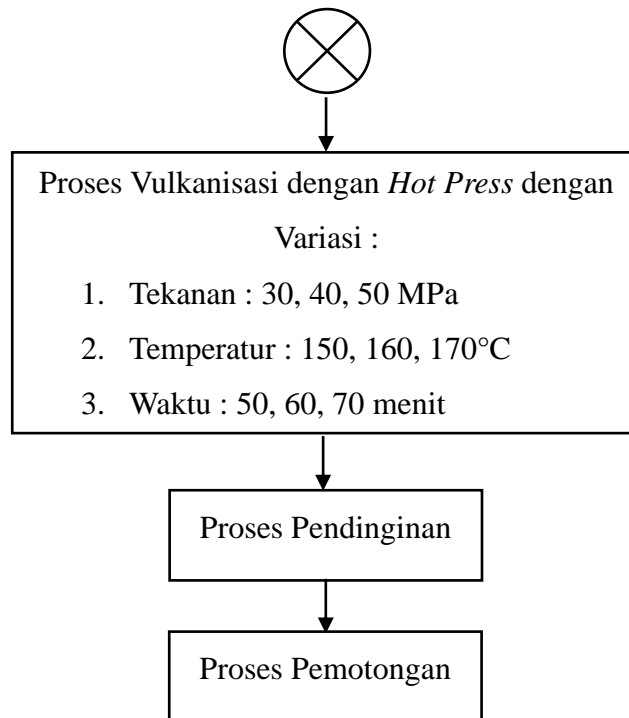 Proses Vulkanisasi dengan Hot Press dengan
Variasi :
1. Tekanan : 30, 40, 50 MPa
2. Temperatur : 150, 160, 170°C
3. Waktu : 50, 60, 70 menit
Proses Pendinginan
Proses Pemotongan